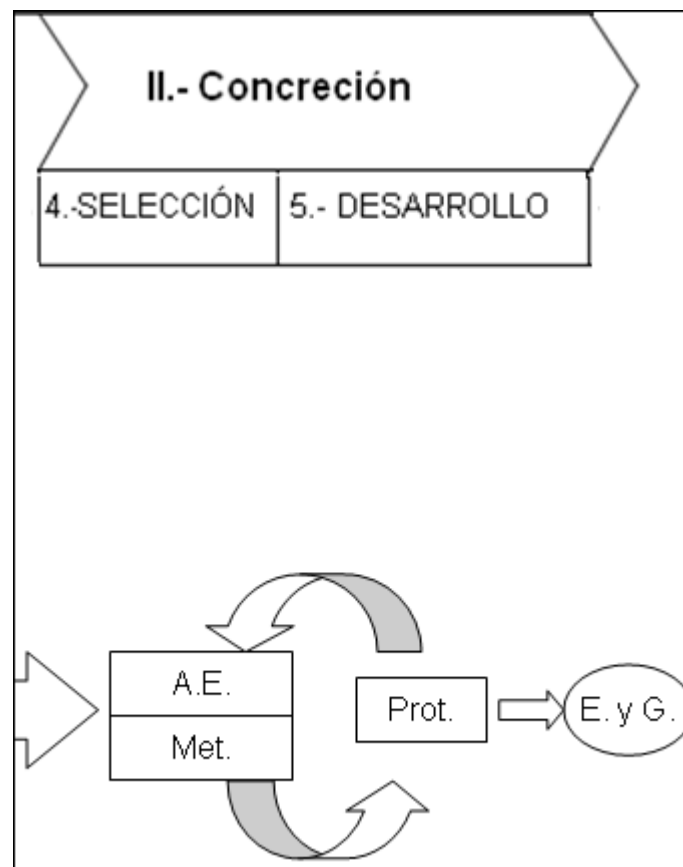 II.- Concreción
4.-SELECCIÓN 5.- DESARROLLO
A.E.
Met.
Prot.
E. y G.